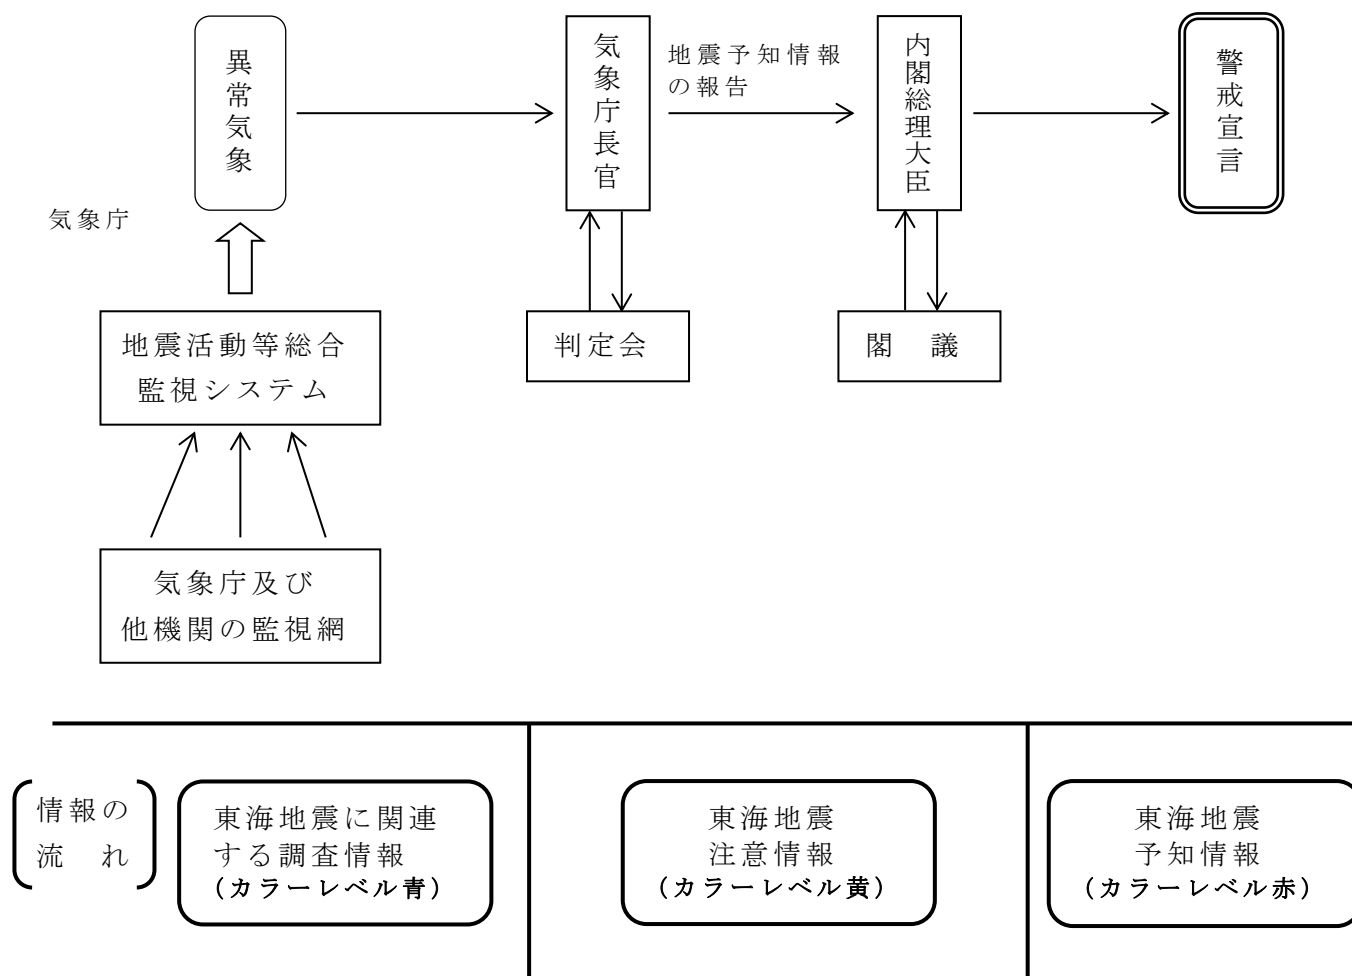 異常気象
気象庁長官
地震予知情報
の報告
内閣総理大臣
警戒宣言
気象庁
地震活動等総合
監視システム
判定会
閣　議
気象庁及び
他機関の監視網
情報の
流　れ
東海地震に関連
する調査情報
(カラーレベル青)
東海地震
注意情報
(カラーレベル黄)
東海地震
予知情報
(カラーレベル赤)